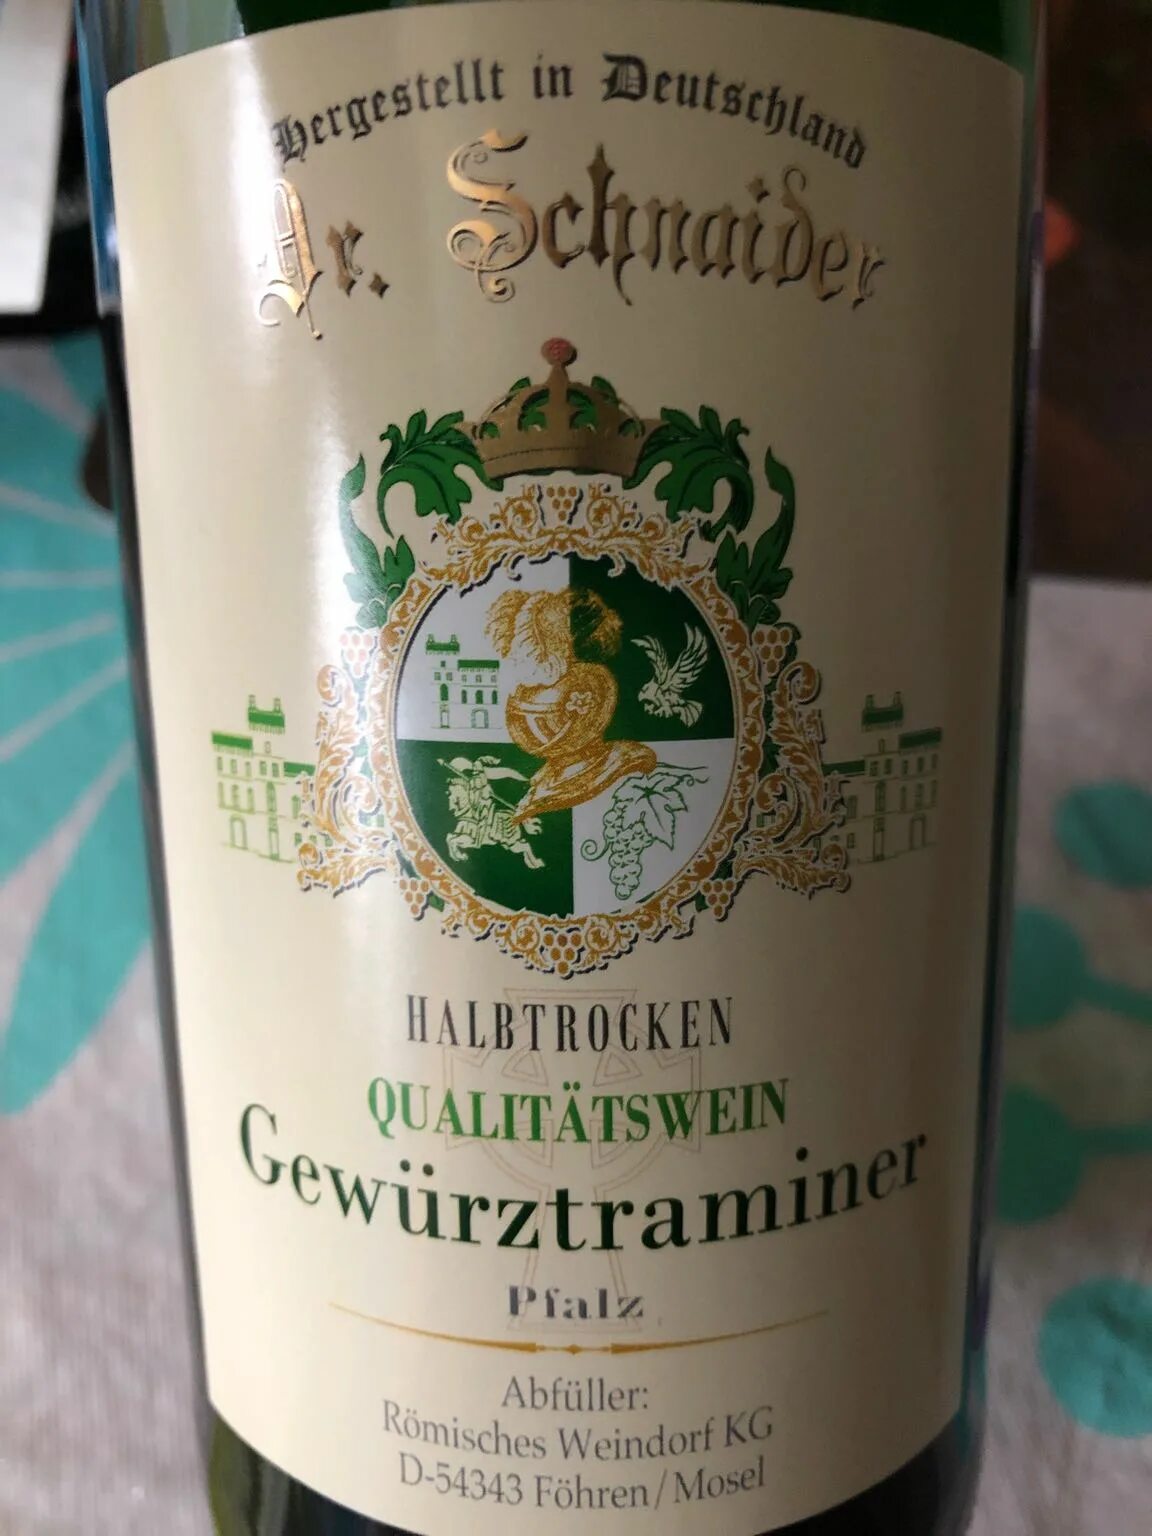 Hergestellt in Deutschland
Dr. Schnaider
HALBTROCKEN
QUALITÄTSWEIN
Gewürztraminer
Pfalz
Abfüller:
Römisches Weindorf KG
D-54343 Föhren/Mosel